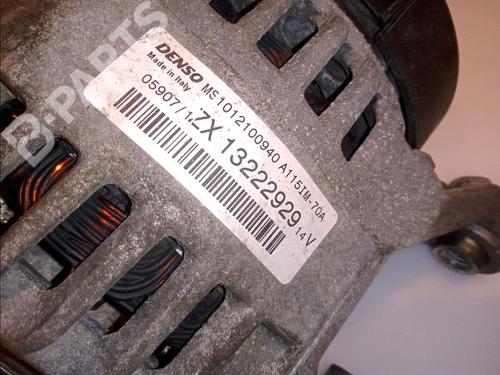 DENSO MS1012100940 A115IM-70A
Made in Italy
05907/1 ZX 13222929 14V
B-PARTS